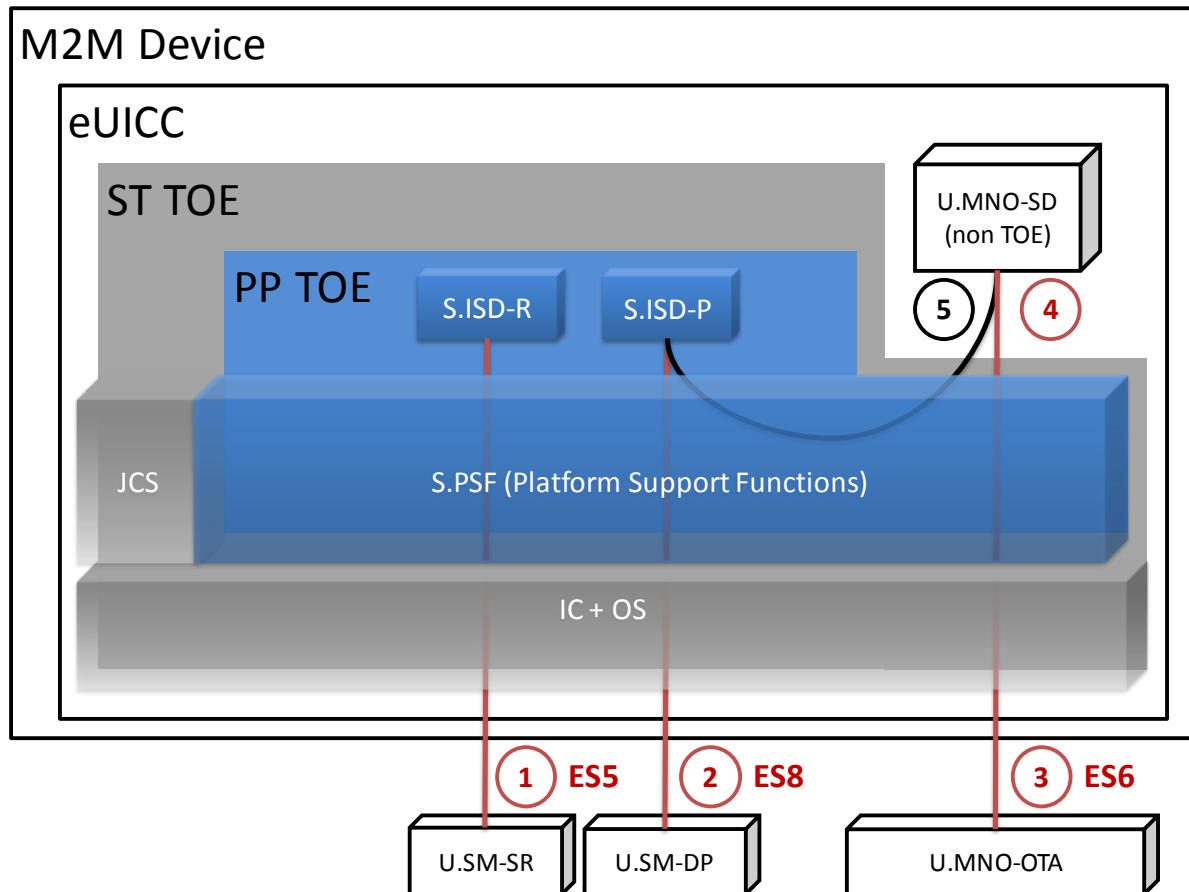 M2M Device
eUICC
ST TOE
U.MNO-SD
(non TOE)
PP TOE
S.ISD-R
S.ISD-P
5
4
JCS
S.PSF (Platform Support Functions)
IC + OS
1
ES5
2
ES8
3
ES6
U.SM-SR
U.SM-DP
U.MNO-OTA